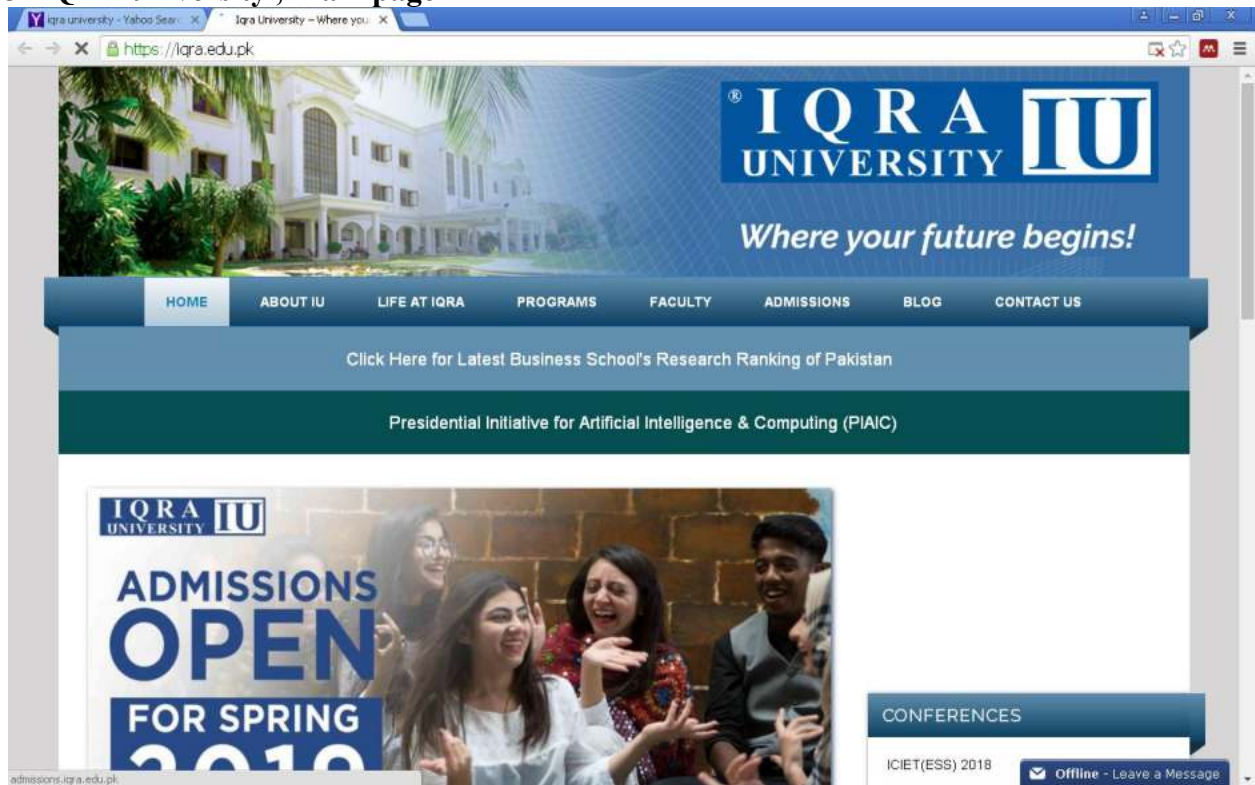 iqra university - Yahoo Sear
Iqra University – Where you
https://iqra.edu.pk
® IQRA
UNIVERSITY
IU
Where your future begins!
HOME ABOUT IU LIFE AT IQRA PROGRAMS FACULTY ADMISSIONS BLOG CONTACT US
Click Here for Latest Business School's Research Ranking of Pakistan
Presidential Initiative for Artificial Intelligence & Computing (PIAIC)
IQRA
UNIVERSITY
IU
ADMISSIONS
OPEN
FOR SPRING
2019
CONFERENCES
ICIET(ESS) 2018
admissions.iqra.edu.pk
Offline - Leave a Message